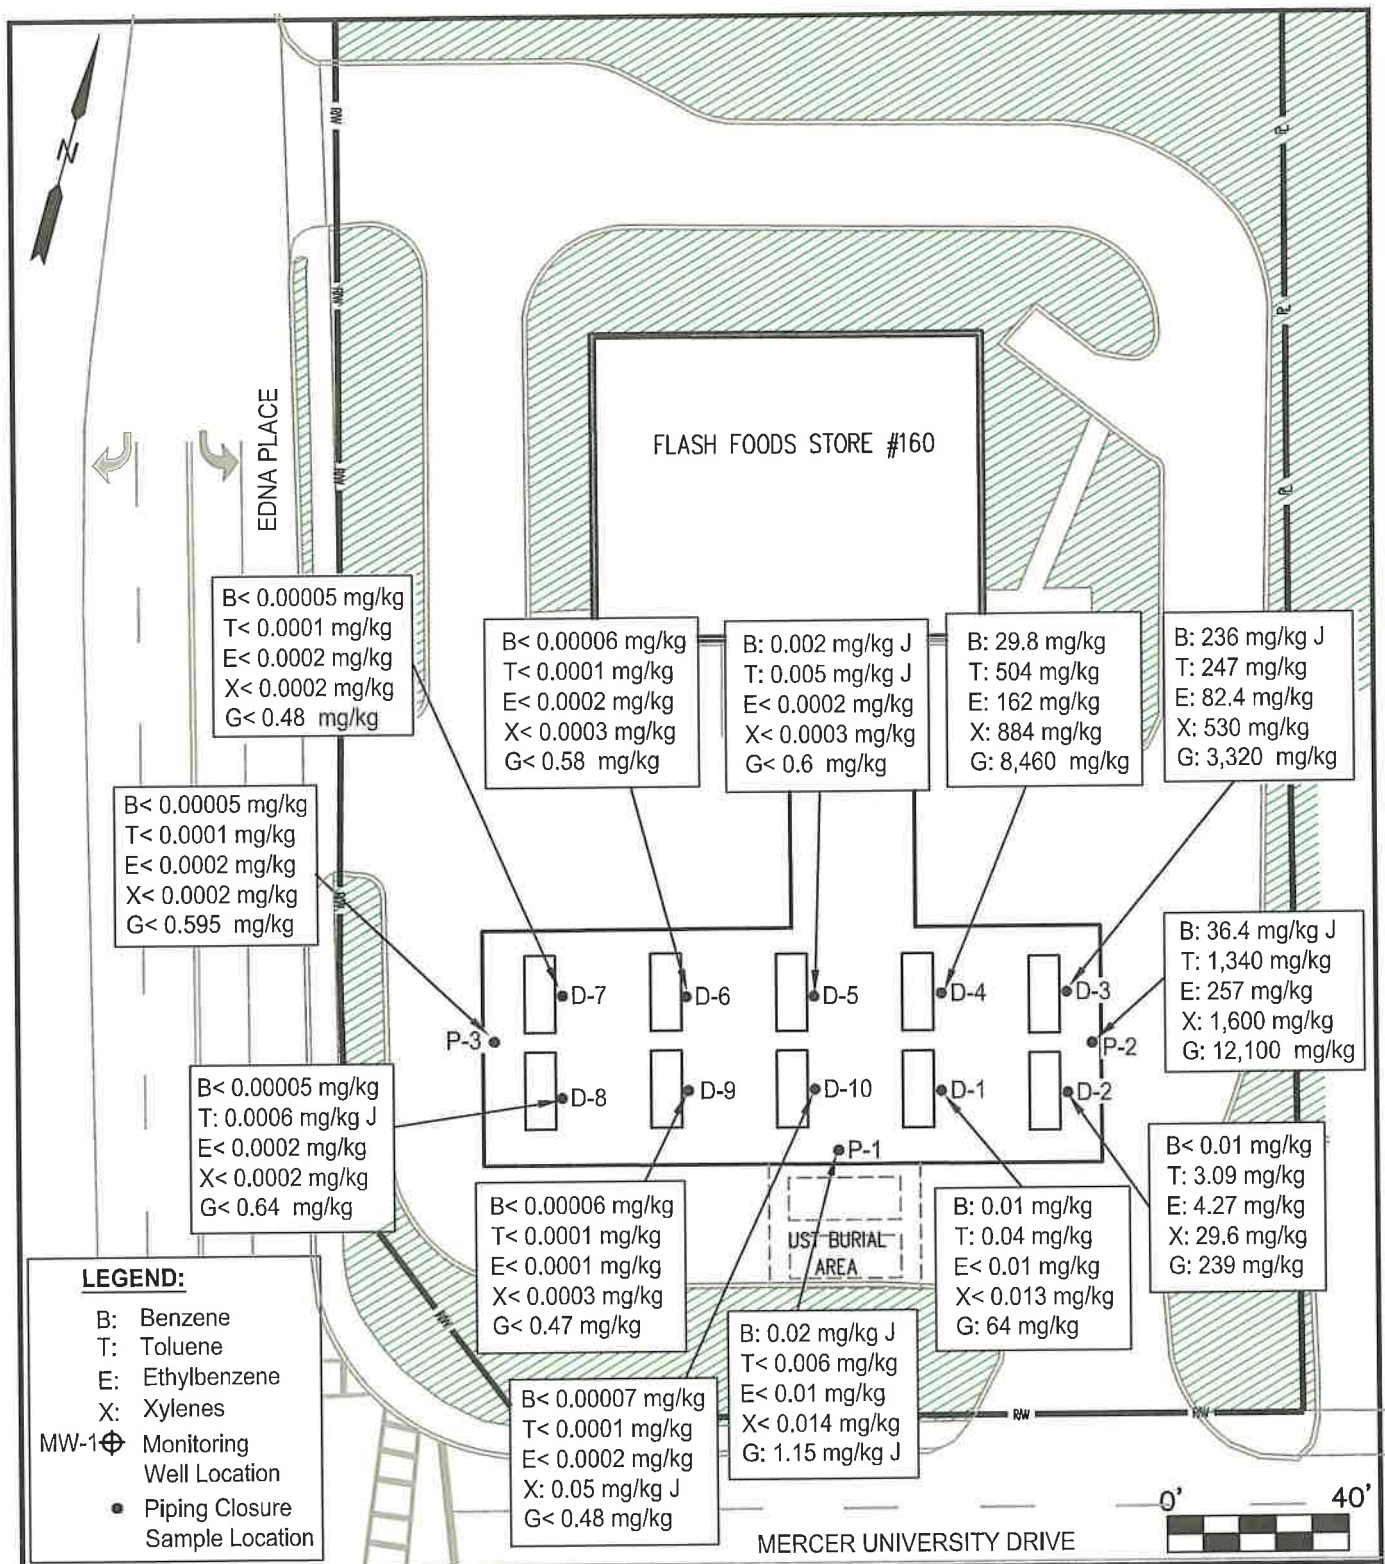 N
R/W
R/W
R/W
R/W
PL
PL
PL
EDNA PLACE
FLASH FOODS STORE #160
B< 0.00005 mg/kg
T< 0.0001 mg/kg
E< 0.0002 mg/kg
X< 0.0002 mg/kg
G< 0.48 mg/kg
B< 0.00006 mg/kg
T< 0.0001 mg/kg
E< 0.0002 mg/kg
X< 0.0003 mg/kg
G< 0.58 mg/kg
B: 0.002 mg/kg J
T: 0.005 mg/kg J
E< 0.0002 mg/kg
X< 0.0003 mg/kg
G< 0.6 mg/kg
B: 29.8 mg/kg
T: 504 mg/kg
E: 162 mg/kg
X: 884 mg/kg
G: 8,460 mg/kg
B: 236 mg/kg J
T: 247 mg/kg
E: 82.4 mg/kg
X: 530 mg/kg
G: 3,320 mg/kg
B< 0.00005 mg/kg
T< 0.0001 mg/kg
E< 0.0002 mg/kg
X< 0.0002 mg/kg
G< 0.595 mg/kg
B: 36.4 mg/kg J
T: 1,340 mg/kg
E: 257 mg/kg
X: 1,600 mg/kg
G: 12,100 mg/kg
D-7
D-6
D-5
D-4
D-3
P-3
P-2
D-8
D-9
D-10
D-1
D-2
P-1
B< 0.00005 mg/kg
T: 0.0006 mg/kg J
E< 0.0002 mg/kg
X< 0.0002 mg/kg
G< 0.64 mg/kg
B< 0.01 mg/kg
T: 3.09 mg/kg
E: 4.27 mg/kg
X: 29.6 mg/kg
G: 239 mg/kg
B< 0.00006 mg/kg
T< 0.0001 mg/kg
E< 0.0001 mg/kg
X< 0.0003 mg/kg
G< 0.47 mg/kg
UST BURIAL
AREA
B: 0.01 mg/kg
T: 0.04 mg/kg
E< 0.01 mg/kg
X< 0.013 mg/kg
G: 64 mg/kg
B: 0.02 mg/kg J
T< 0.006 mg/kg
E< 0.01 mg/kg
X< 0.014 mg/kg
G: 1.15 mg/kg J
B< 0.00007 mg/kg
T< 0.0001 mg/kg
E< 0.0002 mg/kg
X: 0.05 mg/kg J
G< 0.48 mg/kg
R/W
R/W
R/W
LEGEND:
B: Benzene
T: Toluene
E: Ethylbenzene
X: Xylenes
MW-1 Monitoring
Well Location
Piping Closure
Sample Location
MERCER UNIVERSITY DRIVE
0' 40'